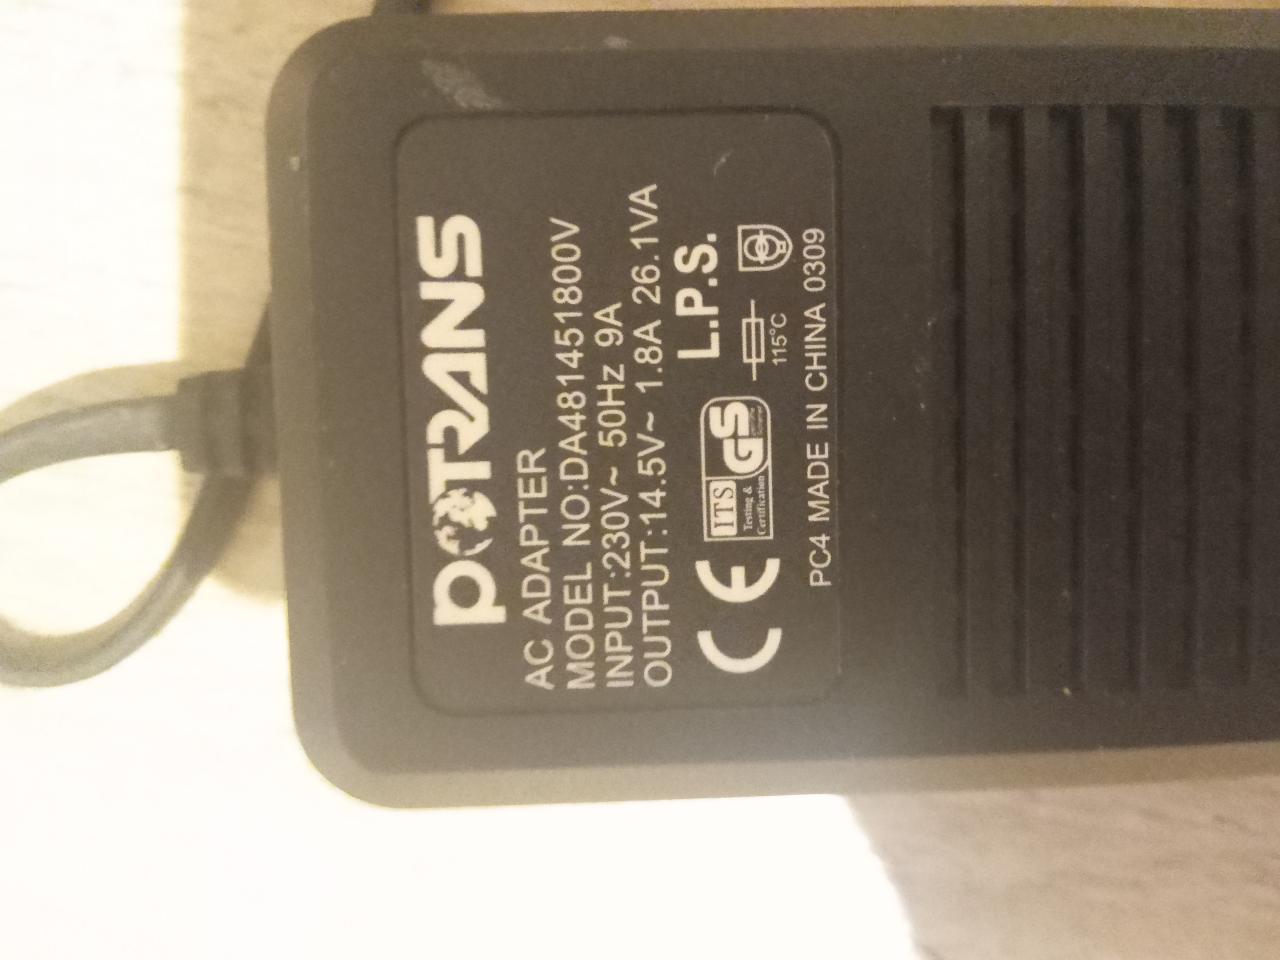 POTRANS
AC ADAPTER
MODEL NO:DA481451800V
INPUT:230V~ 50Hz 9A
OUTPUT:14.5V~ 1.8A 26.1VA
L.P.S.
CE ITS GS
Testing &
Certification
115°C
PC4 MADE IN CHINA 0309